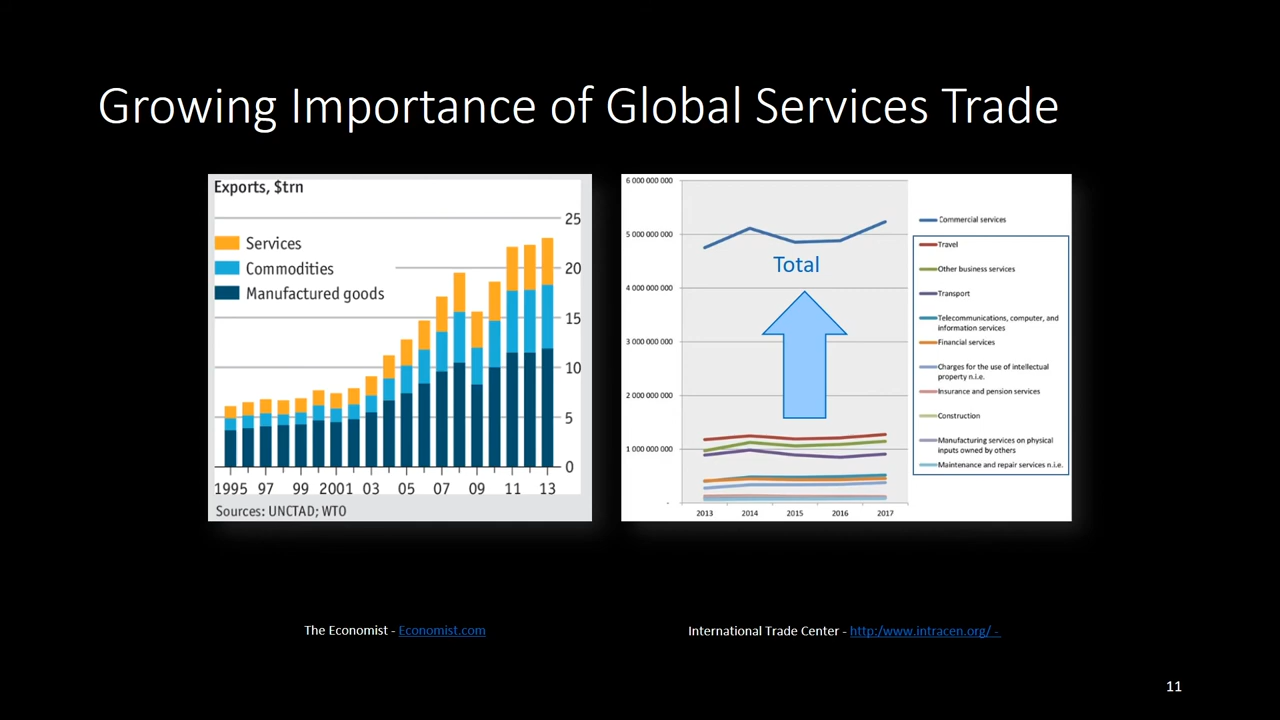 Growing Importance of Global Services Trade
Exports, $trn
25
Services
Commodities
20
Manufactured goods
15
10
5
0
1995 97 99 2001 03 05 07 09 11 13
Sources: UNCTAD; WTO
6 000 000 000
5 000 000 000
4 000 000 000
3 000 000 000
2 000 000 000
1 000 000 000
-
2013 2014 2015 2016 2017
Total
Commercial services
Travel
Other business services
Transport
Telecommunications, computer, and
information services
Financial services
Charges for the use of intellectual
property n.i.e.
Insurance and pension services
Construction
Manufacturing services on physical
inputs owned by others
Maintenance and repair services n.i.e.
The Economist - Economist.com
International Trade Center - http:/www.intracen.org/ -
11